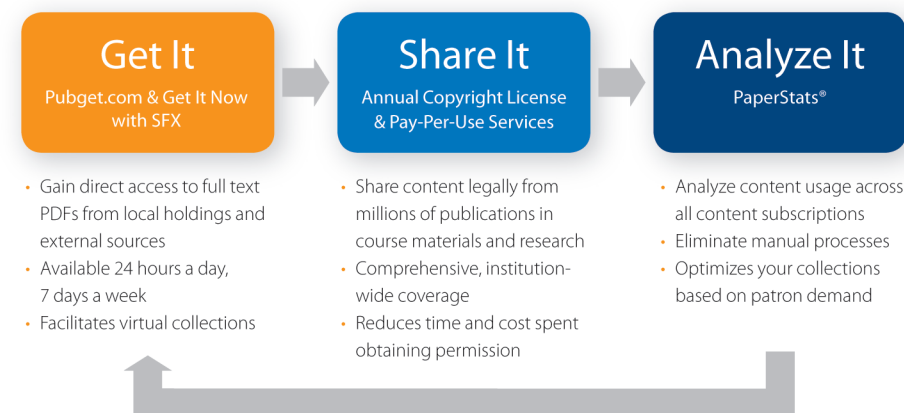 Get It
Pubget.com & Get It Now
with SFX
• Gain direct access to full text
PDFs from local holdings and
external sources
• Available 24 hours a day,
7 days a week
• Facilitates virtual collections
Share It
Annual Copyright License
& Pay-Per-Use Services
• Share content legally from
millions of publications in
course materials and research
• Comprehensive, institution-
wide coverage
• Reduces time and cost spent
obtaining permission
Analyze It
PaperStats®
• Analyze content usage across
all content subscriptions
• Eliminate manual processes
• Optimizes your collections
based on patron demand